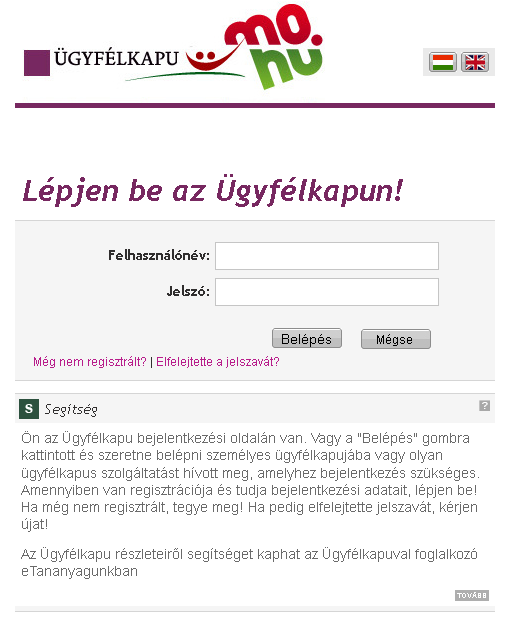 ÜGYFÉLKAPU
mo.
hu
Lépjen be az Ügyfélkapun!
Felhasználónév:
Jelszó:
Belépés Mégse
Még nem regisztrált? | Elfelejtette a jelszavát?
S Segítség ?
Ön az Ügyfélkapu bejelentkezési oldalán van. Vagy a "Belépés" gombra
kattintott és szeretne belépni személyes ügyfélkapujába vagy olyan
ügyfélkapus szolgáltatást hívott meg, amelyhez bejelentkezés szükséges.
Amennyiben van regisztrációja és tudja bejelentkezési adatait, lépjen be!
Ha még nem regisztrált, tegye meg! Ha pedig elfelejtette jelszavát, kérjen
újat!
Az Ügyfélkapu részleteiről segítséget kaphat az Ügyfélkapuval foglalkozó
eTananyagunkban
TOVÁBB